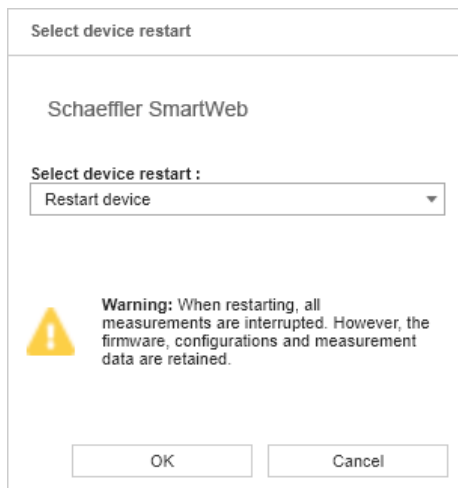 Select device restart
Schaeffler SmartWeb
Select device restart :
Restart device
Warning: When restarting, all
measurements are interrupted. However, the
firmware, configurations and measurement
data are retained.
OK
Cancel